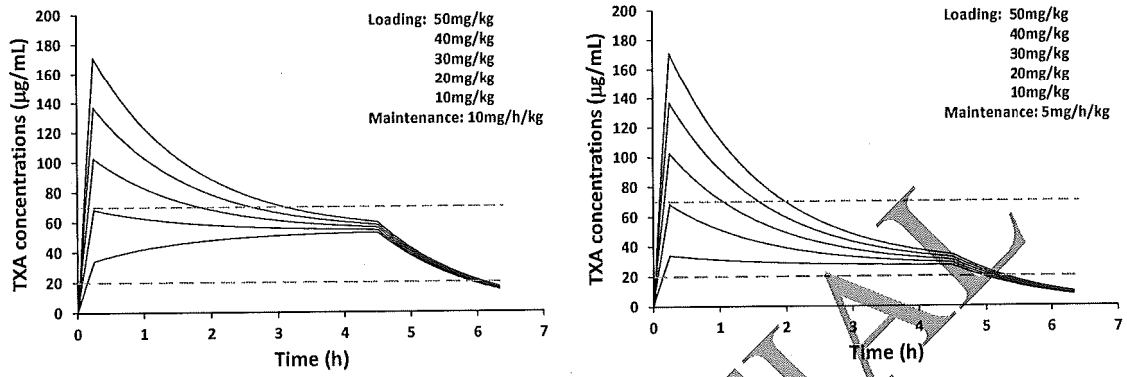 TXA concentrations (µg/mL)
200
180
160
140
120
100
80
60
40
20
0
Loading: 50mg/kg
40mg/kg
30mg/kg
20mg/kg
10mg/kg
Maintenance: 10mg/h/kg
0 1 2 3 4 5 6 7
Time (h)
TXA concentrations (µg/mL)
200
180
160
140
120
100
80
60
40
20
0
Loading: 50mg/kg
40mg/kg
30mg/kg
20mg/kg
10mg/kg
Maintenance: 5mg/h/kg
0 1 2 3 4 5 6 7
Time (h)